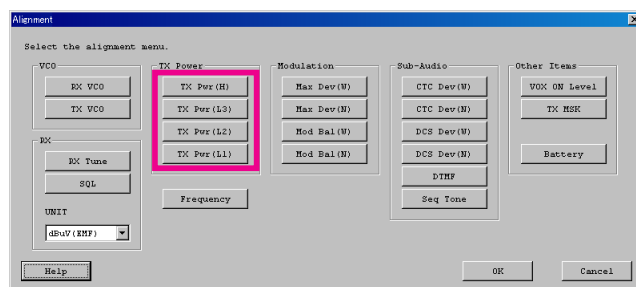 Alignment
Select the alignment menu.
VCO
RX VCO
TX VCO
RX
RX Tune
SQL
UNIT
dBuV(EMF)
TX Power
TX Pwr(H)
TX Pwr(L3)
TX Pwr(L2)
TX Pwr(L1)
Frequency
Modulation
Max Dev(W)
Max Dev(N)
Mod Bal(W)
Mod Bal(N)
Sub-Audio
CTC Dev(W)
CTC Dev(N)
DCS Dev(W)
DCS Dev(N)
DTMF
Seq Tone
Other Items
VOX ON Level
TX MSK
Battery
Help
OK
Cancel